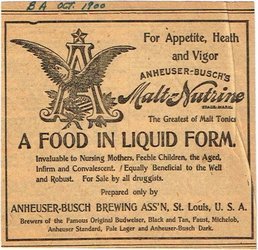 BA OCT. 1900
For Appetite, Heath
and Vigor
ANHEUSER-BUSCH'S
Malt-Nutrine
TRADE MARK.
The Greatest of Malt Tonics
A FOOD IN LIQUID FORM.
Invaluable to Nursing Mothers, Feeble Children, the Aged,
Infirm and Convalescent. Equally Beneficial to the Well
and Robust. For Sale by all druggists.
Prepared only by
ANHEUSER-BUSCH BREWING ASS'N, St. Louis, U. S. A.
Brewers of the Famous Original Budweiser, Black and Tan, Faust, Michelob,
Anheuser Standard, Pale Lager and Anheuser-Busch Dark.